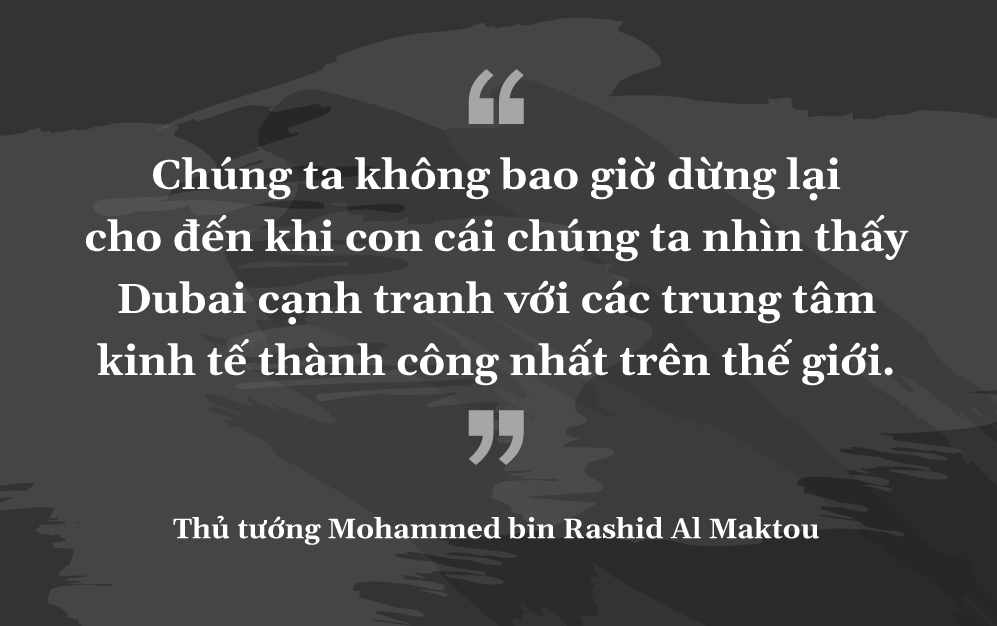 “
Chúng ta không bao giờ dừng lại
cho đến khi con cái chúng ta nhìn thấy
Dubai cạnh tranh với các trung tâm
kinh tế thành công nhất trên thế giới.
”
Thủ tướng Mohammed bin Rashid Al Maktou